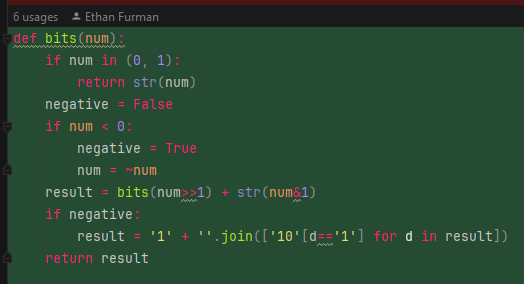 6 usages Ethan Furman
def bits(num):
    if num in (0, 1):
        return str(num)
    negative = False
    if num < 0:
        negative = True
        num = ~num
    result = bits(num>>1) + str(num&1)
    if negative:
        result = '1' + ''.join(['10'[d=='1'] for d in result])
    return result